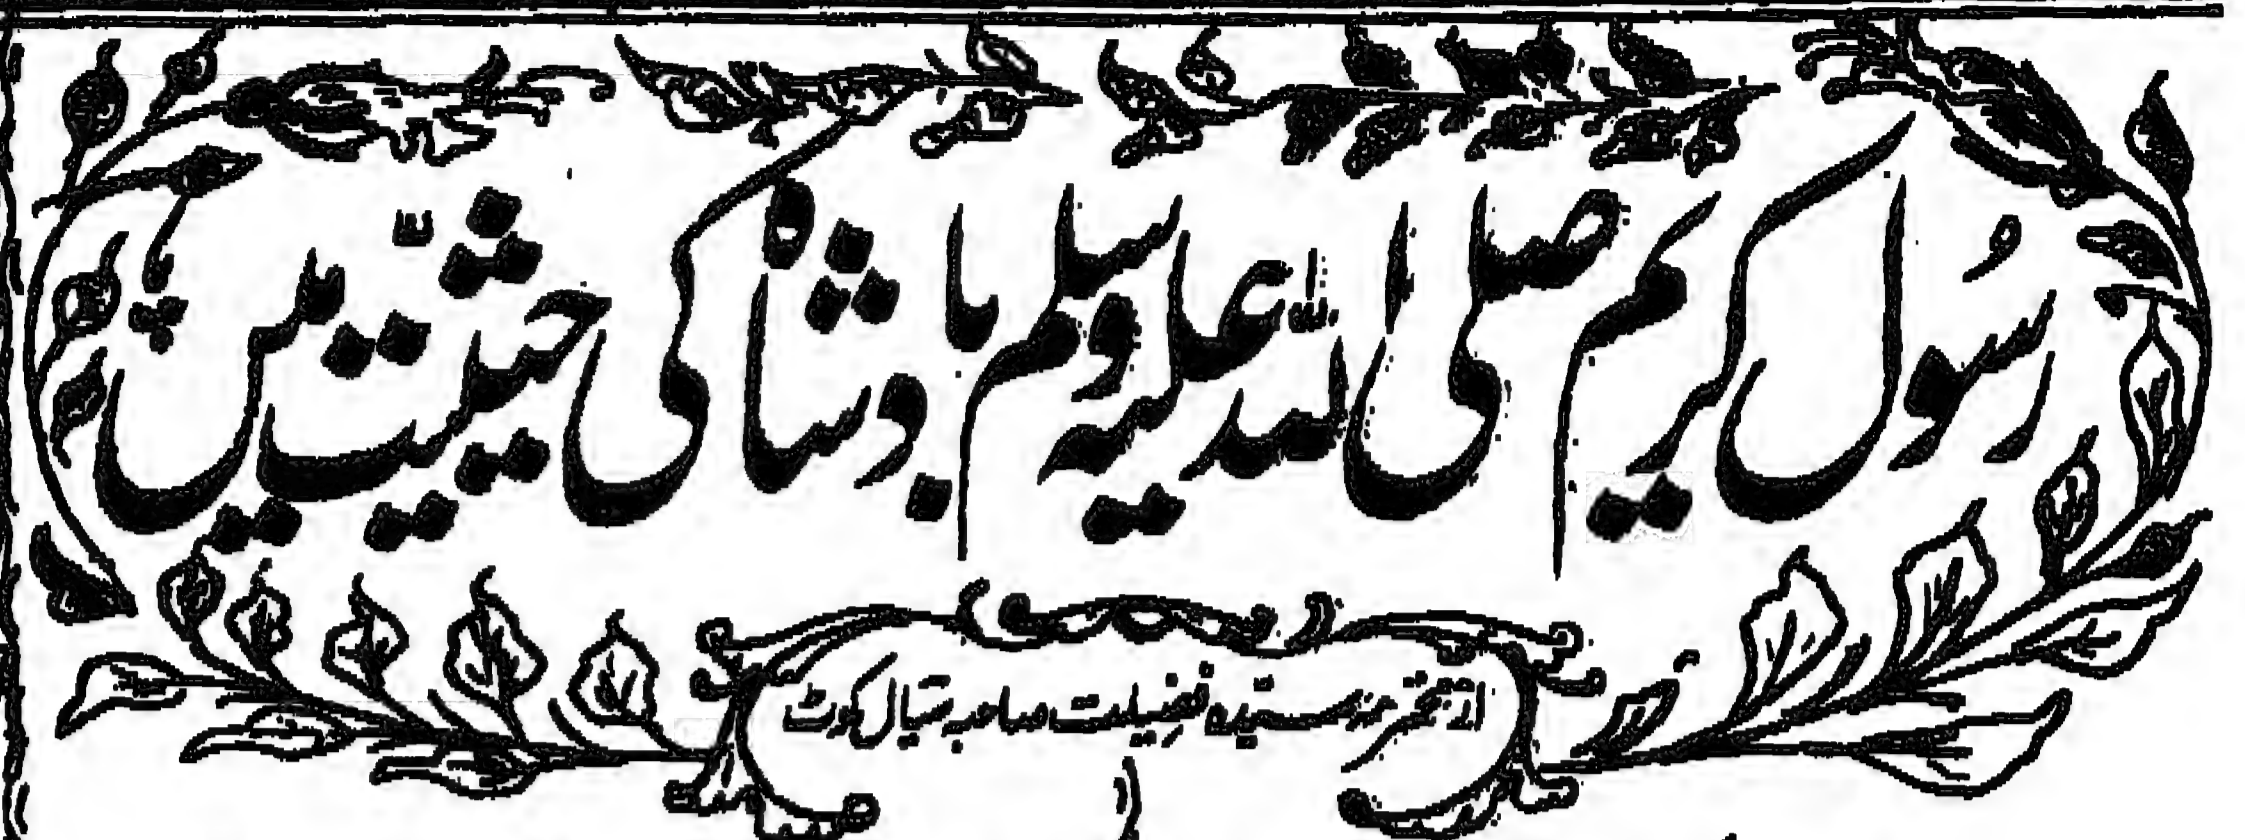 رسول کریم صلی اللہ علیہ وسلم بادشاہ کی حیثیت میں
از محترمہ سیدہ فضیلت صاحبہ سیالکوٹ